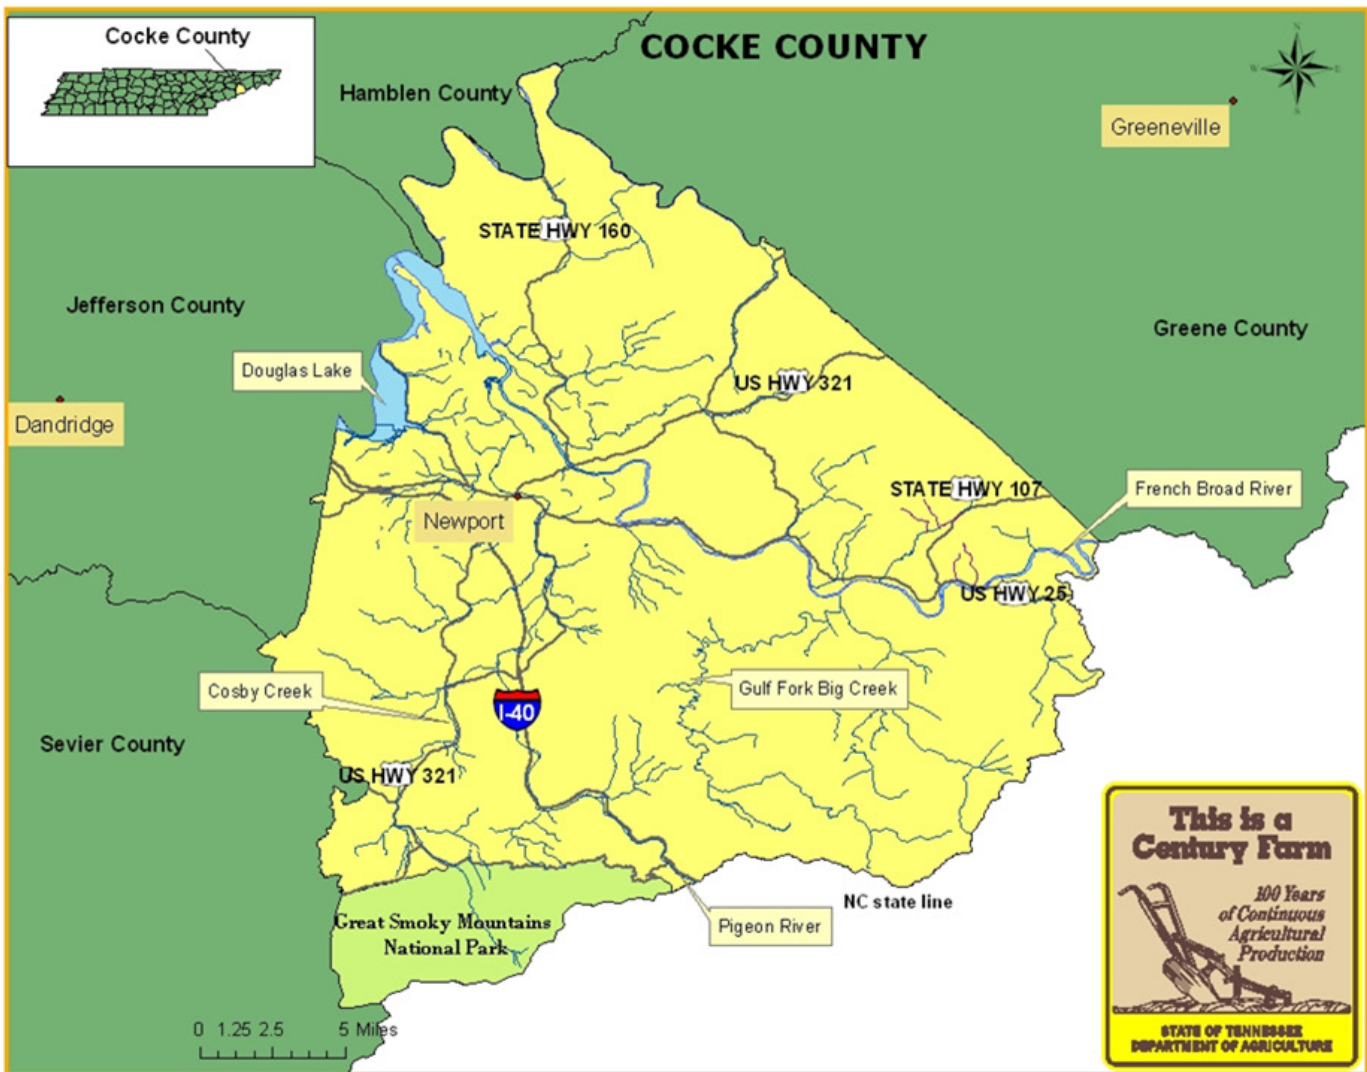 Cocke County
COCKE COUNTY
N
W
E
S
Hamblen County
Greeneville
STATE HWY 160
Jefferson County
Greene County
Douglas Lake
US HWY 321
Dandridge
STATE HWY 107
French Broad River
Newport
US HWY 25
Cosby Creek
Gulf Fork Big Creek
I-40
Sevier County
US HWY 321
This is a
Century Farm
100 Years
of Continuous
Agricultural
Production
STATE OF TENNESSEE
DEPARTMENT OF AGRICULTURE
NC state line
Great Smoky Mountains
National Park
Pigeon River
0 1.25 2.5 5 Miles